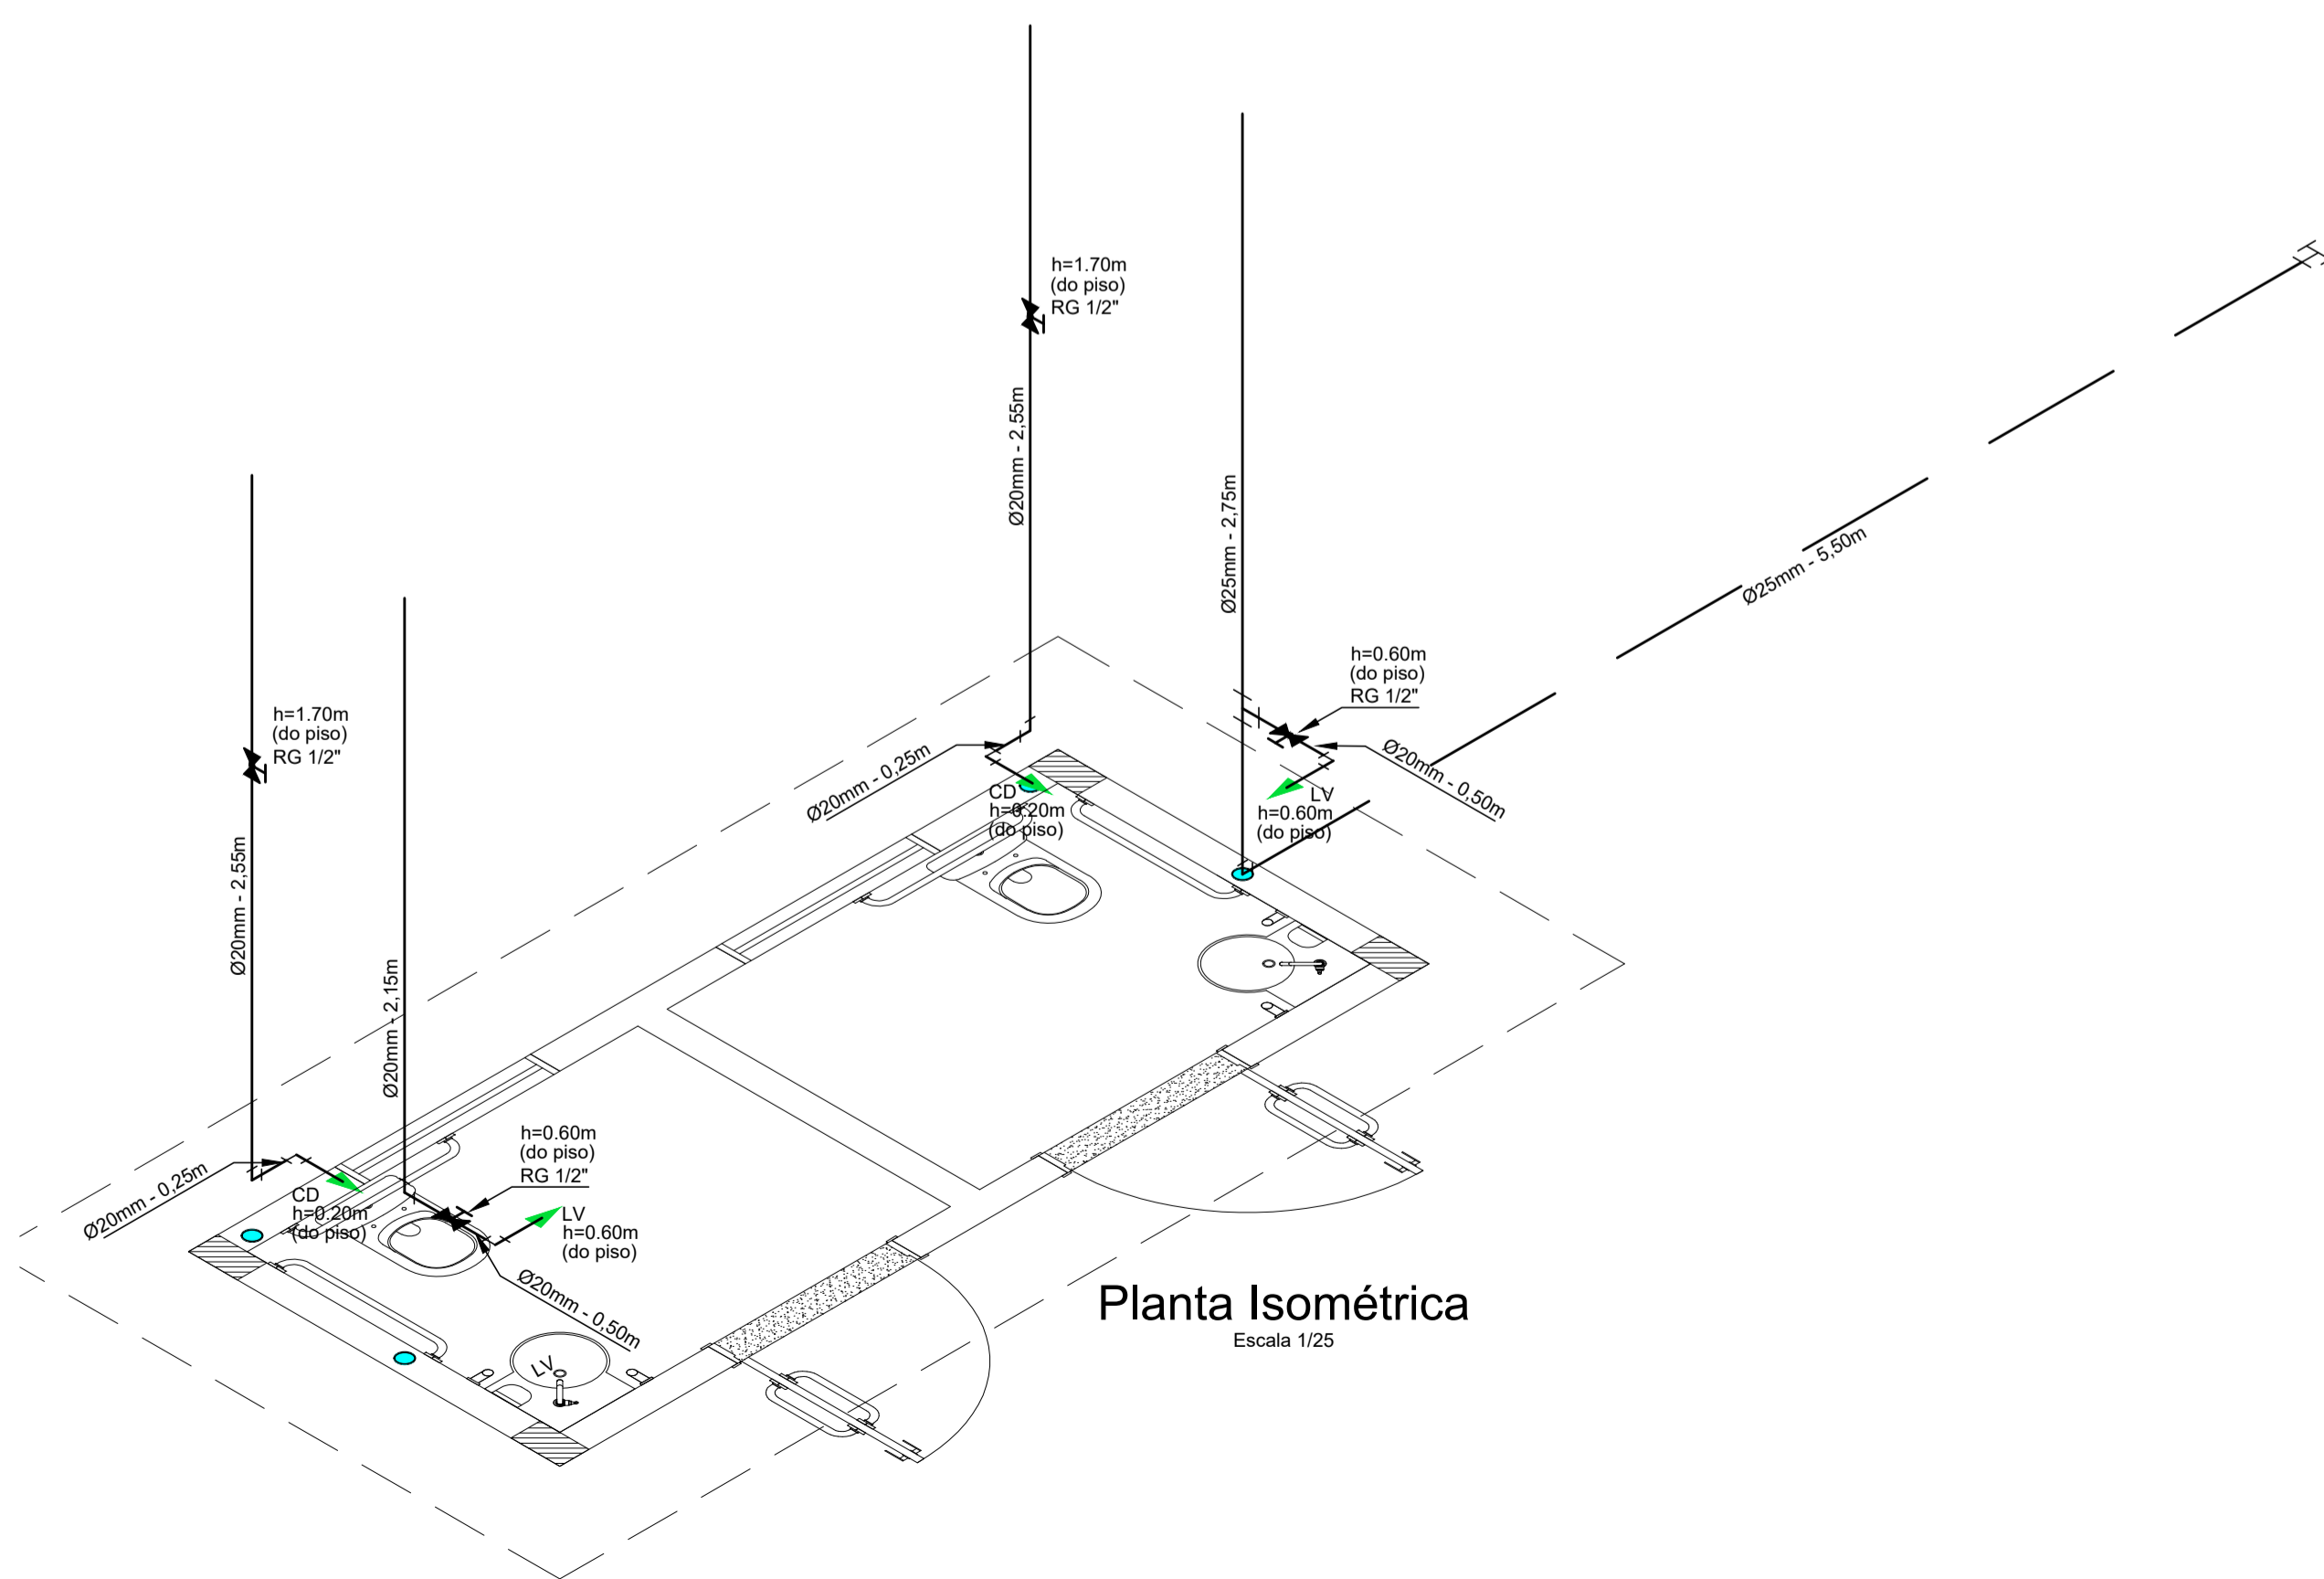 h=1.70m
(do piso)
RG 1/2"
Ø20mm - 2,55m
Ø25mm - 2,75m
Ø25mm - 5,50m
h=0.60m
(do piso)
RG 1/2"
Ø20mm - 0,50m
LV
h=0.60m
(do piso)
Ø20mm - 0,25m
CD
h=0.20m
(do piso)
h=1.70m
(do piso)
RG 1/2"
Ø20mm - 2,55m
Ø20mm - 2,15m
Ø20mm - 0,25m
CD
h=0.20m
(do piso)
h=0.60m
(do piso)
RG 1/2"
LV
h=0.60m
(do piso)
Ø20mm - 0,50m
LV
Planta Isométrica
Escala 1/25